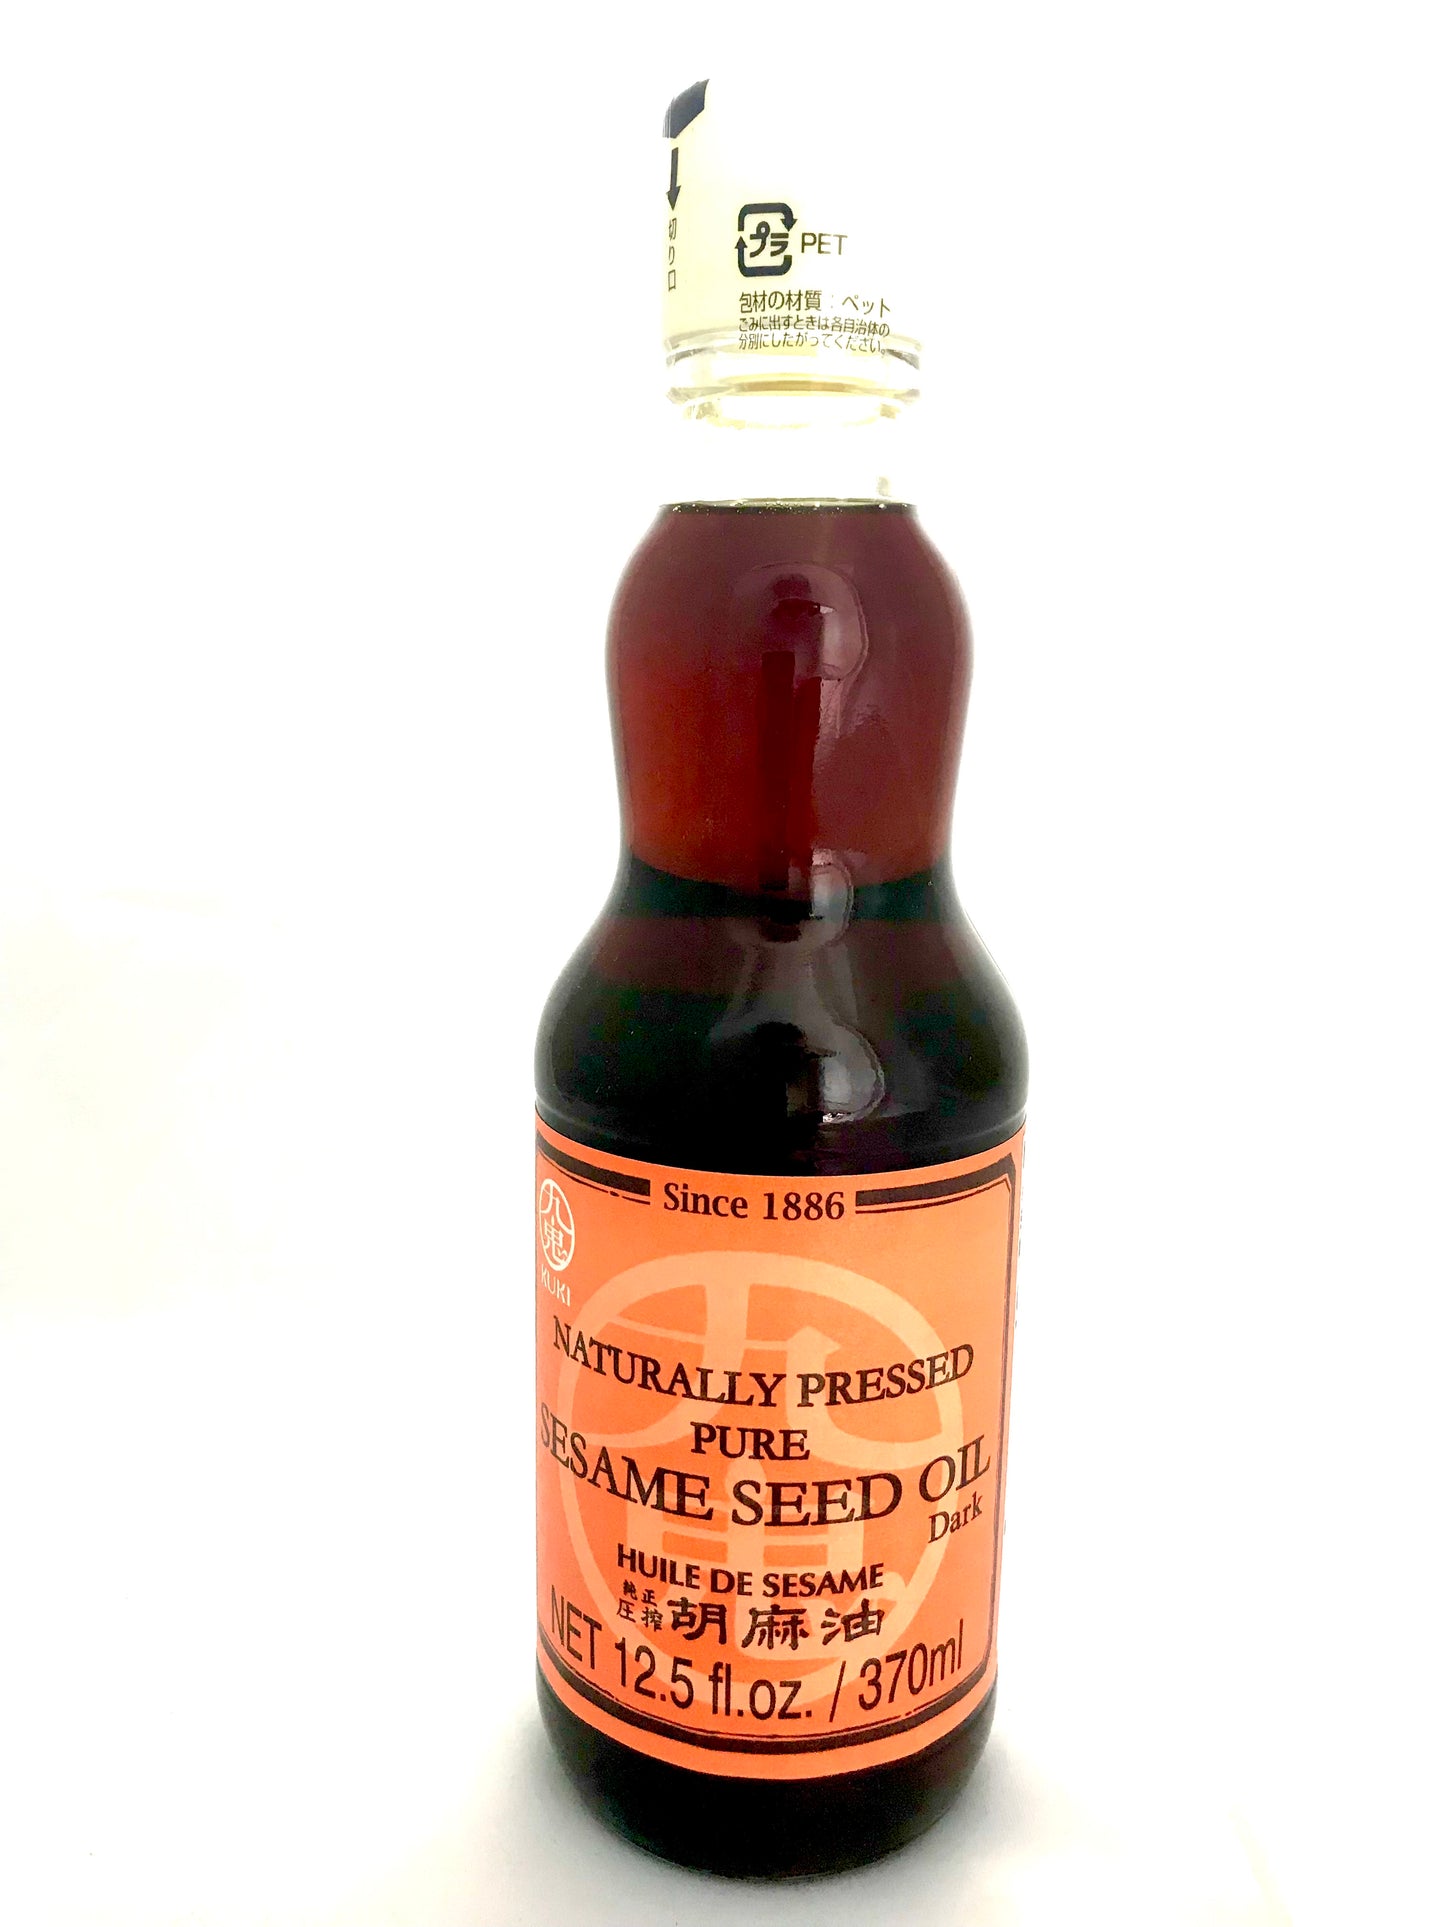 切り口
プラ PET
包材の材質：ペット
ごみに出すときは各自治体の
分別にしたがってください。
Since 1886
九鬼
KUKI
NATURALLY PRESSED
PURE
SESAME SEED OIL
Dark
HUILE DE SESAME
純正
圧搾 胡麻油
NET 12.5 fl.oz. / 370ml